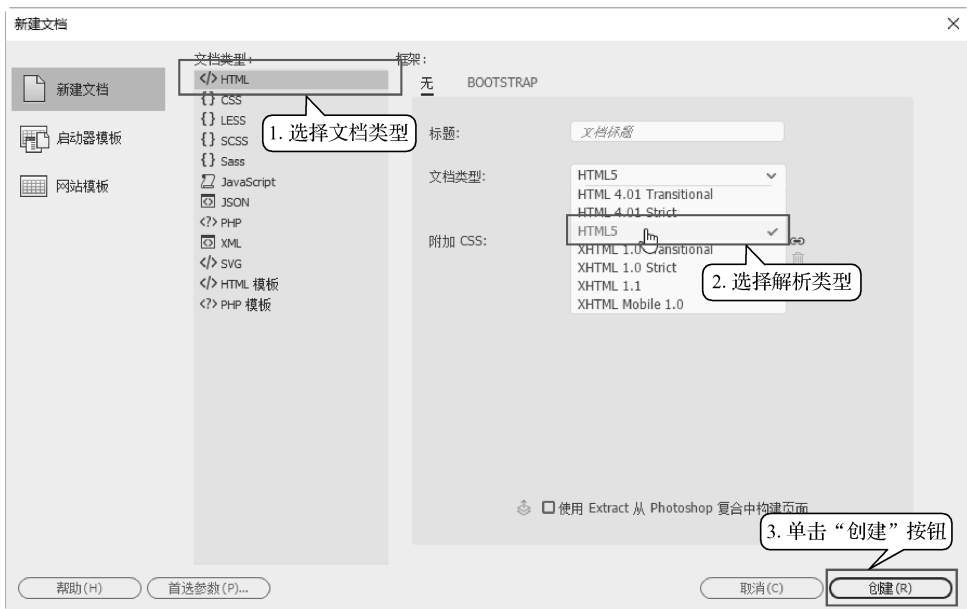 新建文档
新建文档
启动器模板
网站模板
文档类型:
</> HTML
{} CSS
{} LESS
{} SCSS
{} Sass
JavaScript
JSON
<?> PHP
XML
</> SVG
</> HTML 模板
<?> PHP 模板
1. 选择文档类型
框架:
无 BOOTSTRAP
标题: 文档标题
文档类型: HTML5
HTML 4.01 Transitional
HTML 4.01 Strict
HTML5
XHTML 1.0 Transitional
XHTML 1.0 Strict
XHTML 1.1
XHTML Mobile 1.0
附加 CSS:
2. 选择解析类型
使用 Extract 从 Photoshop 复合中构建页面
3. 单击“创建”按钮
帮助(H) 首选参数(P)... 取消(C) 创建(R)